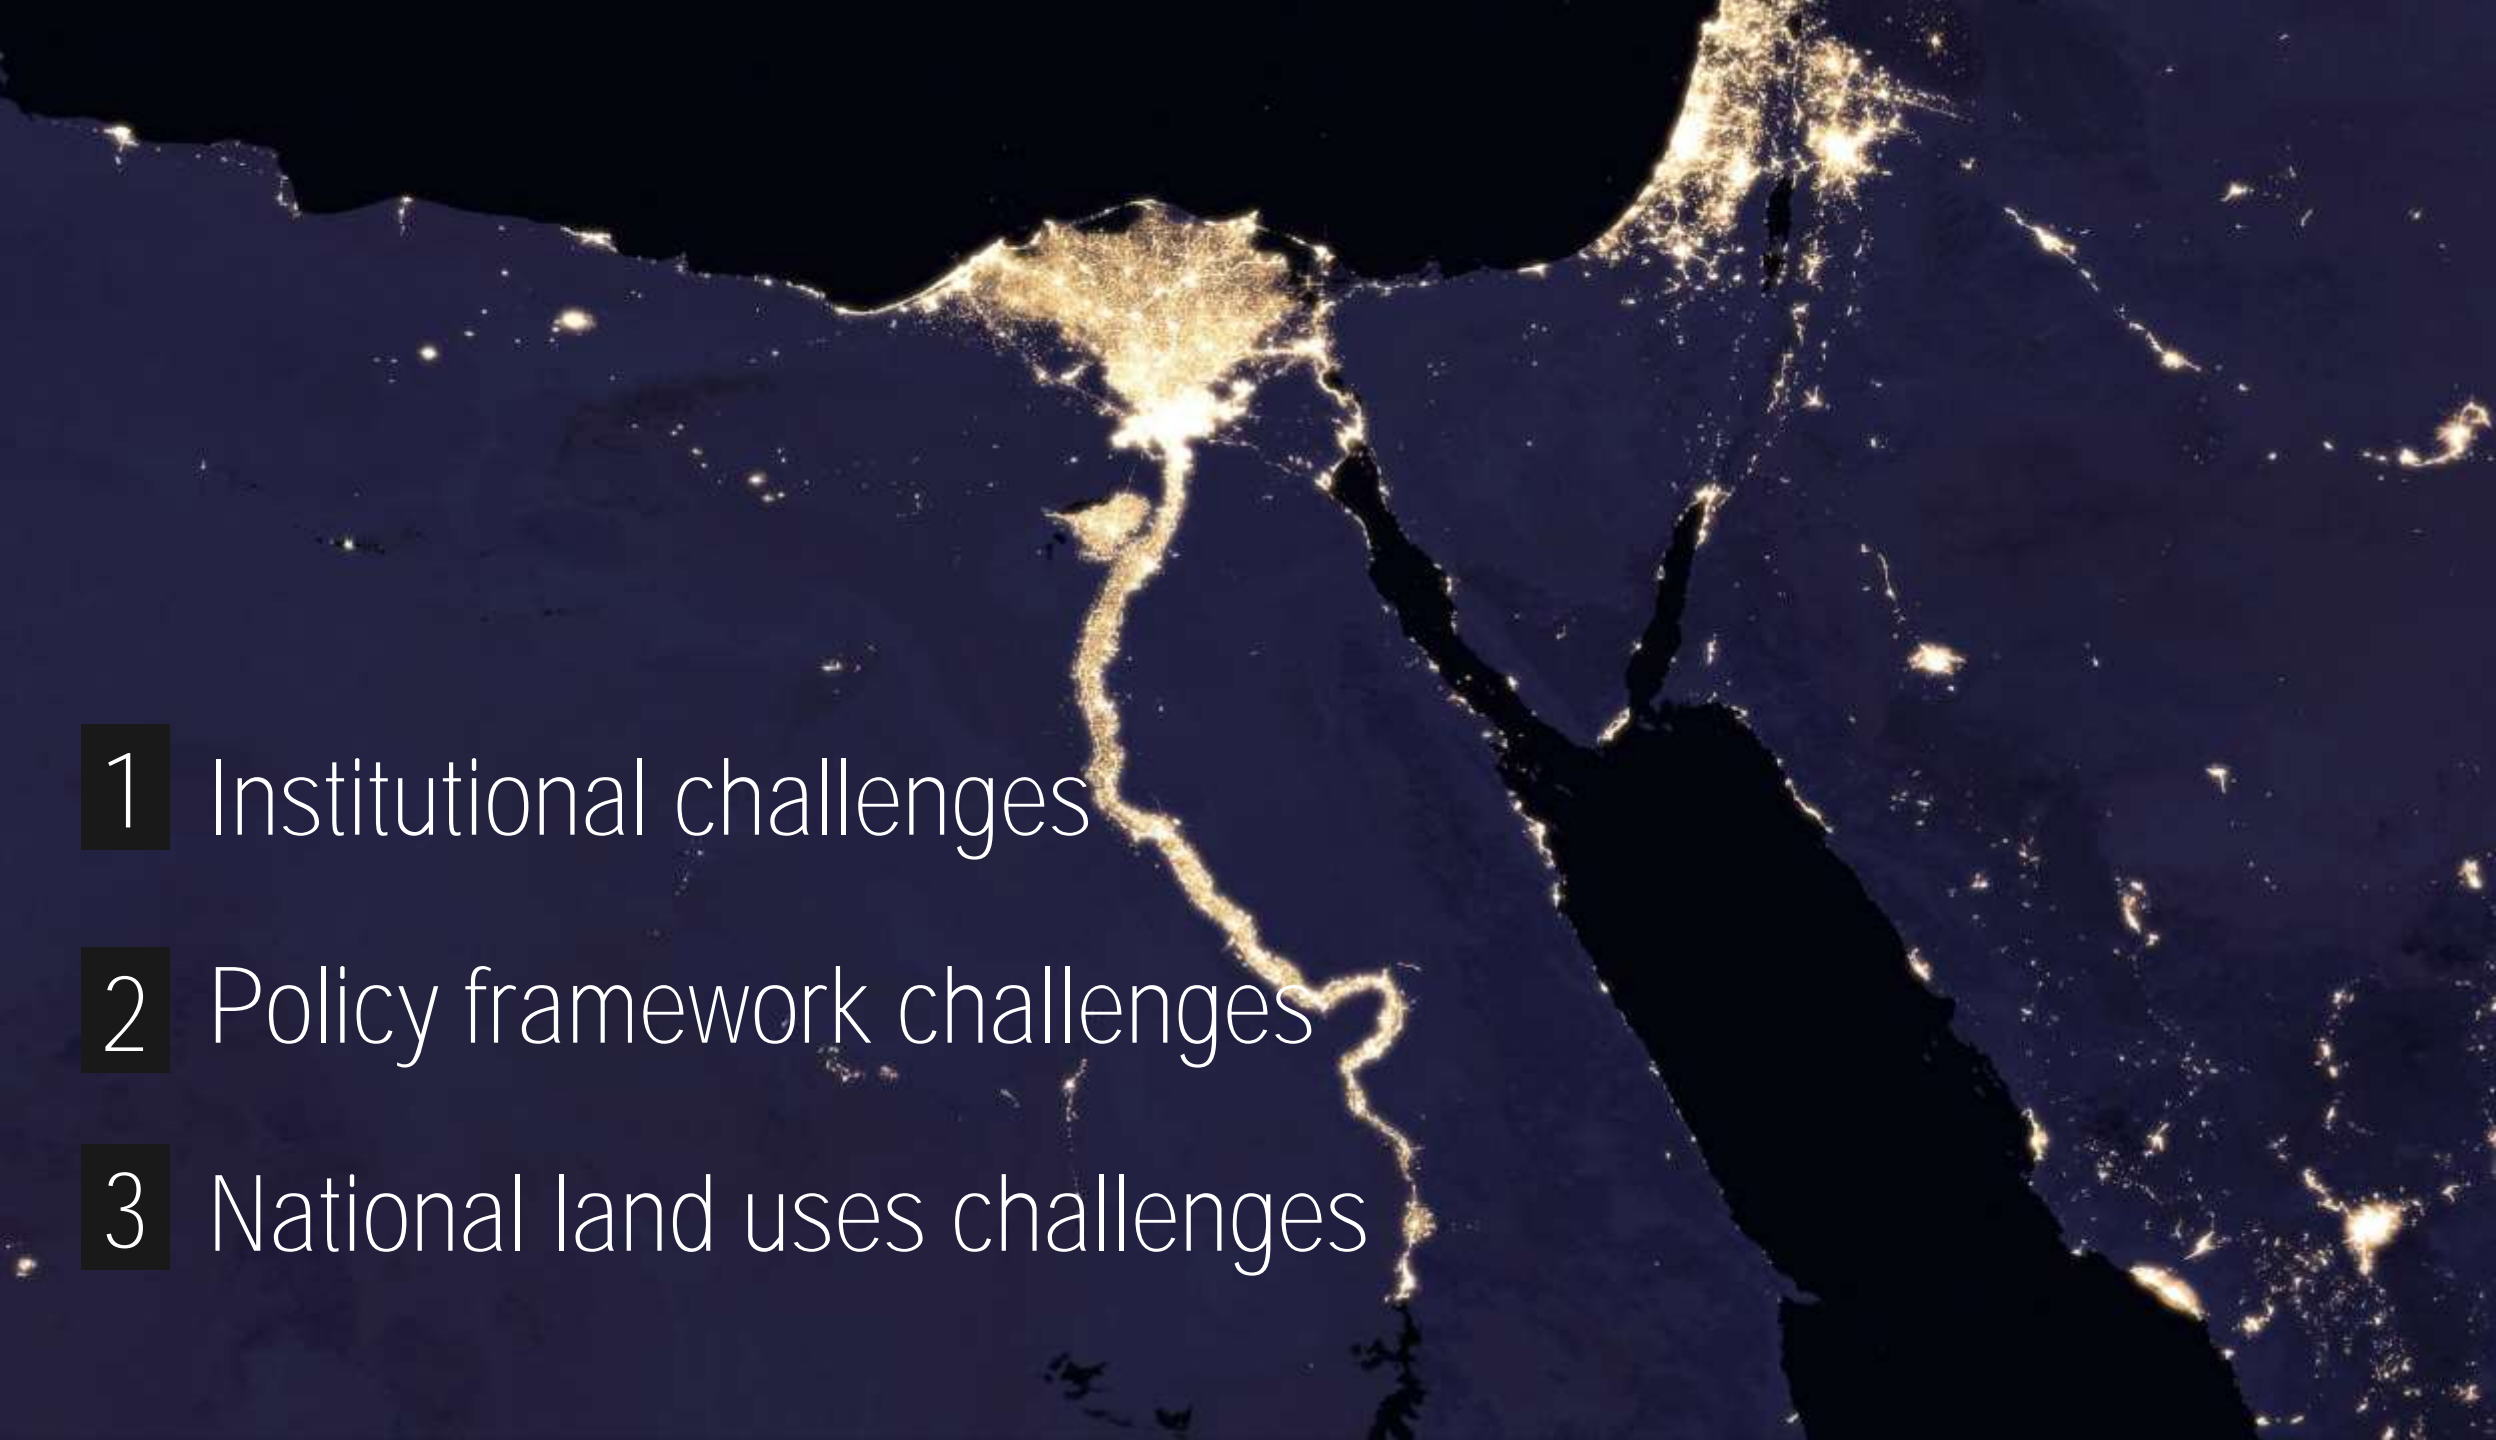 1 Institutional challenges
2 Policy framework challenges
3 National land uses challenges